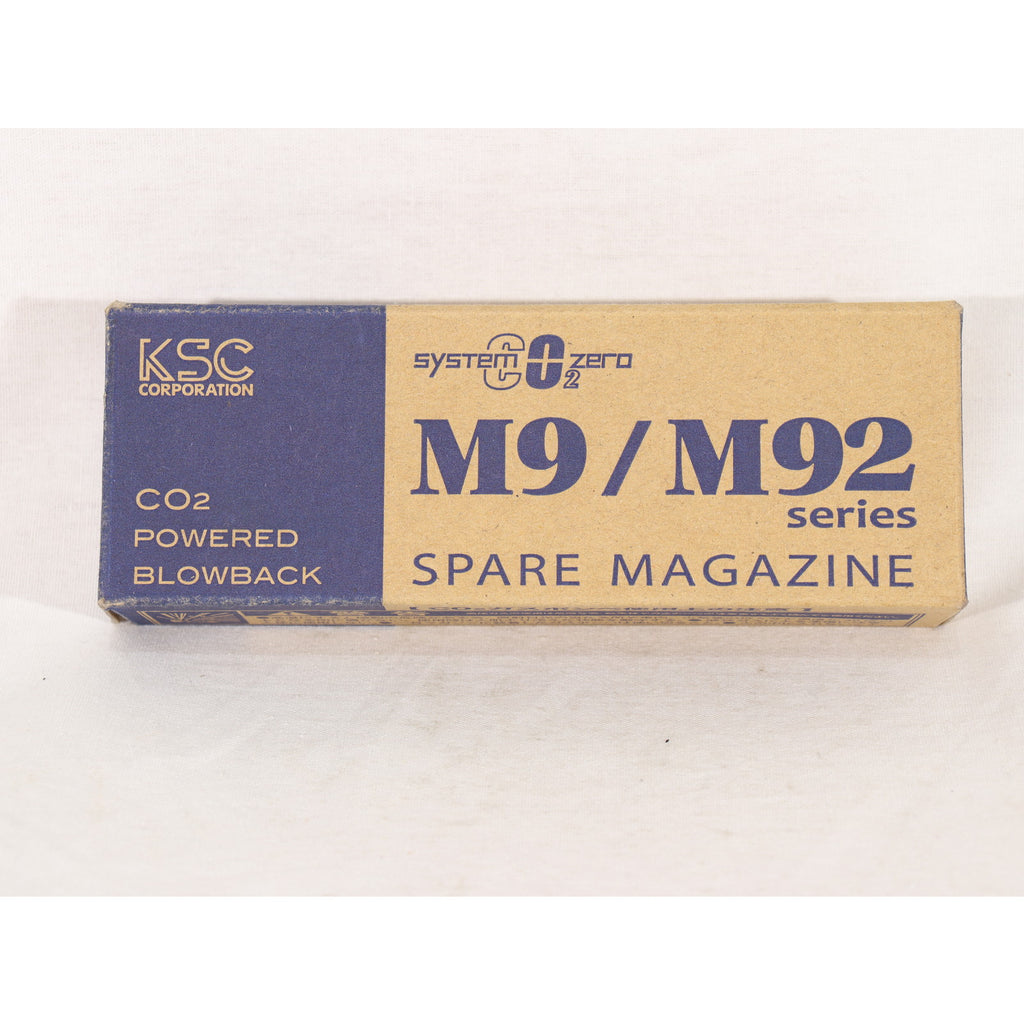 KSC
CORPORATION
CO2
POWERED
BLOWBACK
system CO2 zero
M9 / M92
series
SPARE MAGAZINE